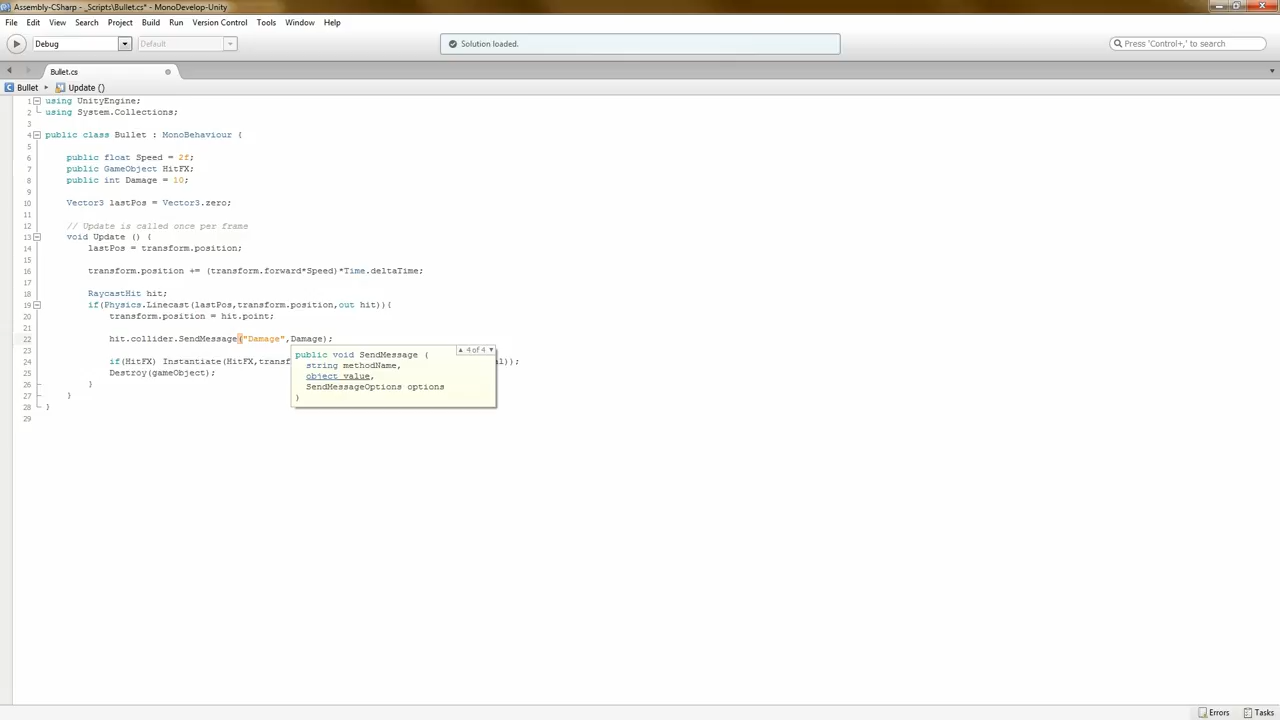 Assembly-CSharp - _Scripts\Bullet.cs* - MonoDevelop-Unity
File Edit View Search Project Build Run Version Control Tools Window Help
Debug Default Solution loaded. Press 'Control+,' to search
Bullet.cs
Bullet Update ()
1 using UnityEngine;
2 using System.Collections;
3
4 public class Bullet : MonoBehaviour {
5
6 public float Speed = 2f;
7 public GameObject HitFX;
8 public int Damage = 10;
9
10 Vector3 lastPos = Vector3.zero;
11
12 // Update is called once per frame
13 void Update () {
14 lastPos = transform.position;
15
16 transform.position += (transform.forward*Speed)*Time.deltaTime;
17
18 RaycastHit hit;
19 if(Physics.Linecast(lastPos,transform.position,out hit)){
20 transform.position = hit.point;
21
22 hit.collider.SendMessage("Damage",Damage);
23
24 if(HitFX) Instantiate(HitFX,transf al));
25 Destroy(gameObject);
26 }
27 }
28 }
29
4 of 4
public void SendMessage (
string methodName,
object value,
SendMessageOptions options
)
Errors Tasks